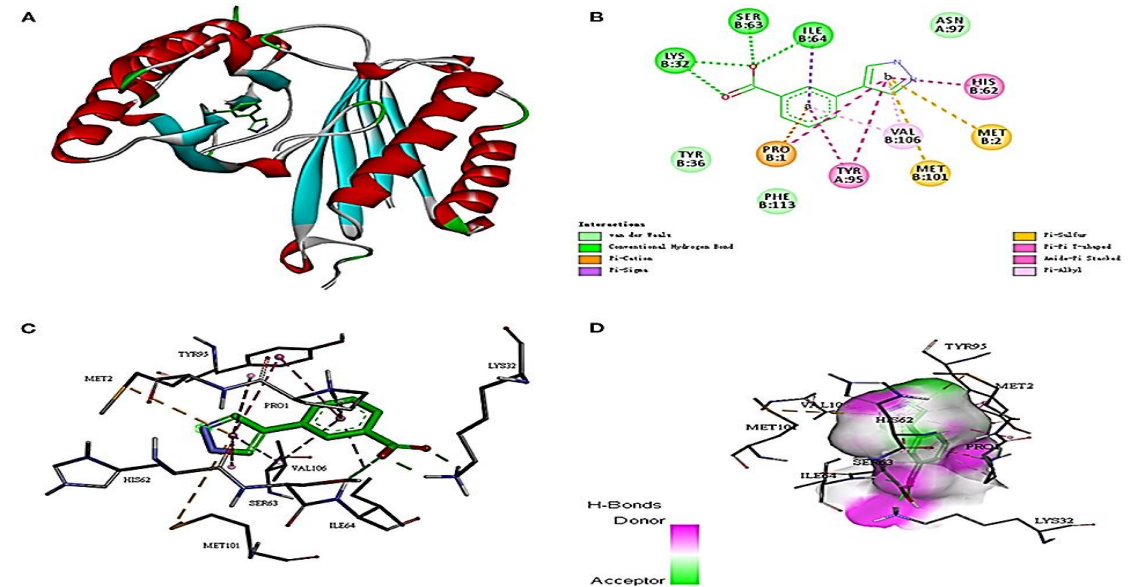 A
B
SER
B:63
ILE
B:64
ASN
A:97
LYS
B:32
N
b
N
HIS
B:62
a
TYR
B:36
PRO
B:1
VAL
B:106
MET
B:2
TYR
A:95
MET
B:101
PHE
B:113
Interactions
van der Waals
Conventional Hydrogen Bond
Pi-Cation
Pi-Sigma
Pi-Sulfur
Pi-Pi T-shaped
Amide-Pi Stacked
Pi-Alkyl
C
TYR95
LYS32
MET2
PRO1
VAL106
HIS62
SER63
ILE64
MET101
D
TYR95
MET2
HIS62
SER63
ILE64
LYS32
H-Bonds
Donor
Acceptor